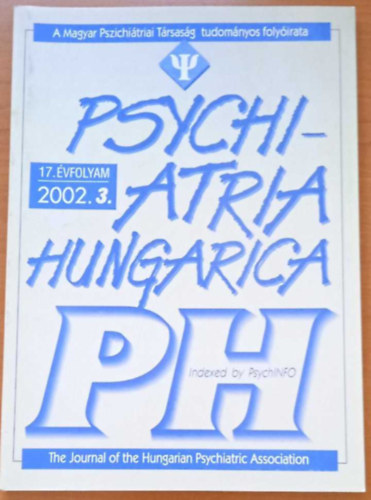 A Magyar Pszichiátriai Társaság tudományos folyóirata
Ψ
PSYCHI-
17. ÉVFOLYAM
2002. 3.
ATRIA
HUNGARICA
PH
Indexed by PsychINFO
The Journal of the Hungarian Psychiatric Association